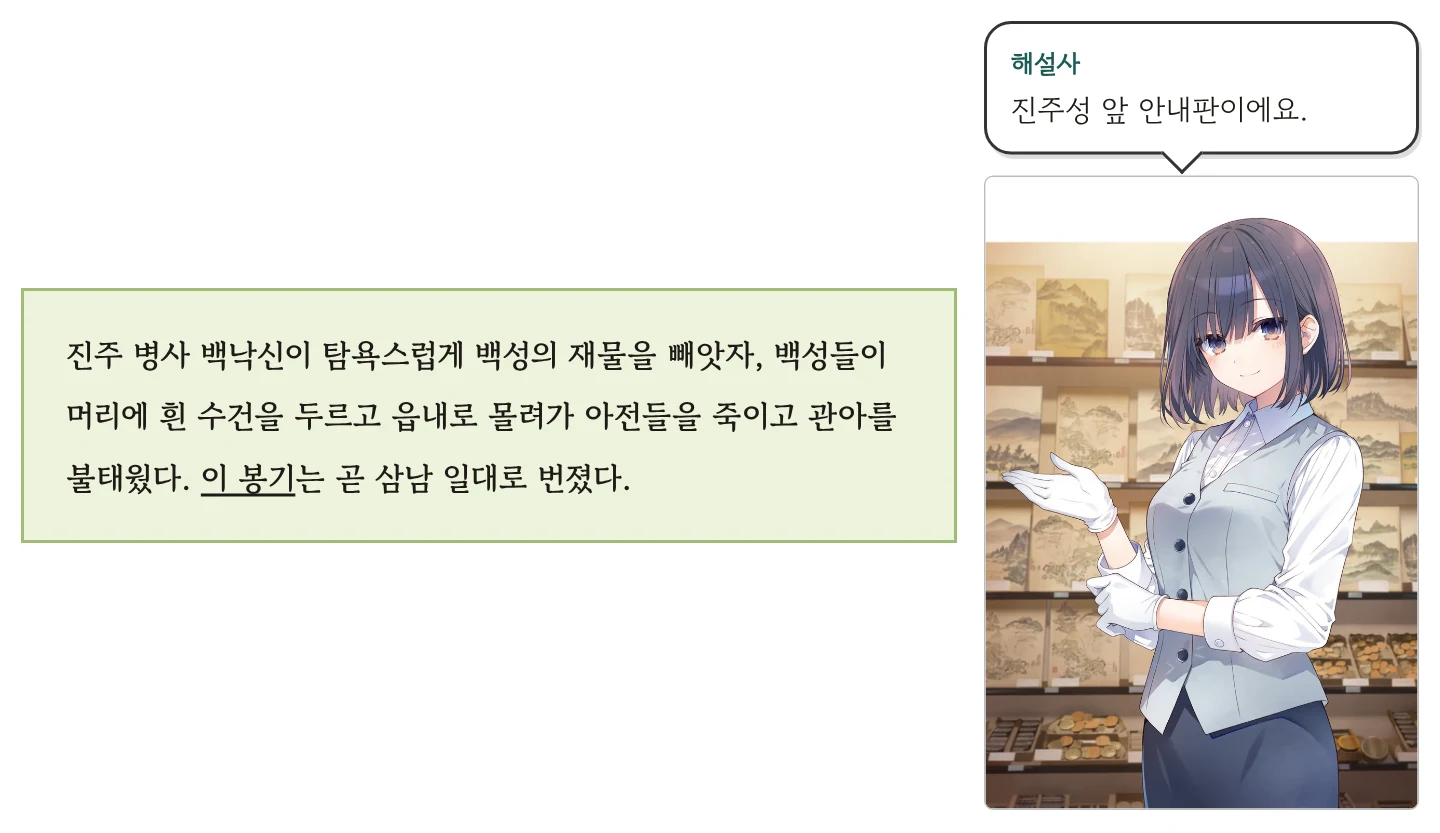 해설사
진주성 앞 안내판이에요.
진주 병사 백낙신이 탐욕스럽게 백성의 재물을 빼앗자, 백성들이
머리에 흰 수건을 두르고 읍내로 몰려가 아전들을 죽이고 관아를
불태웠다. 이 봉기는 곧 삼남 일대로 번졌다.